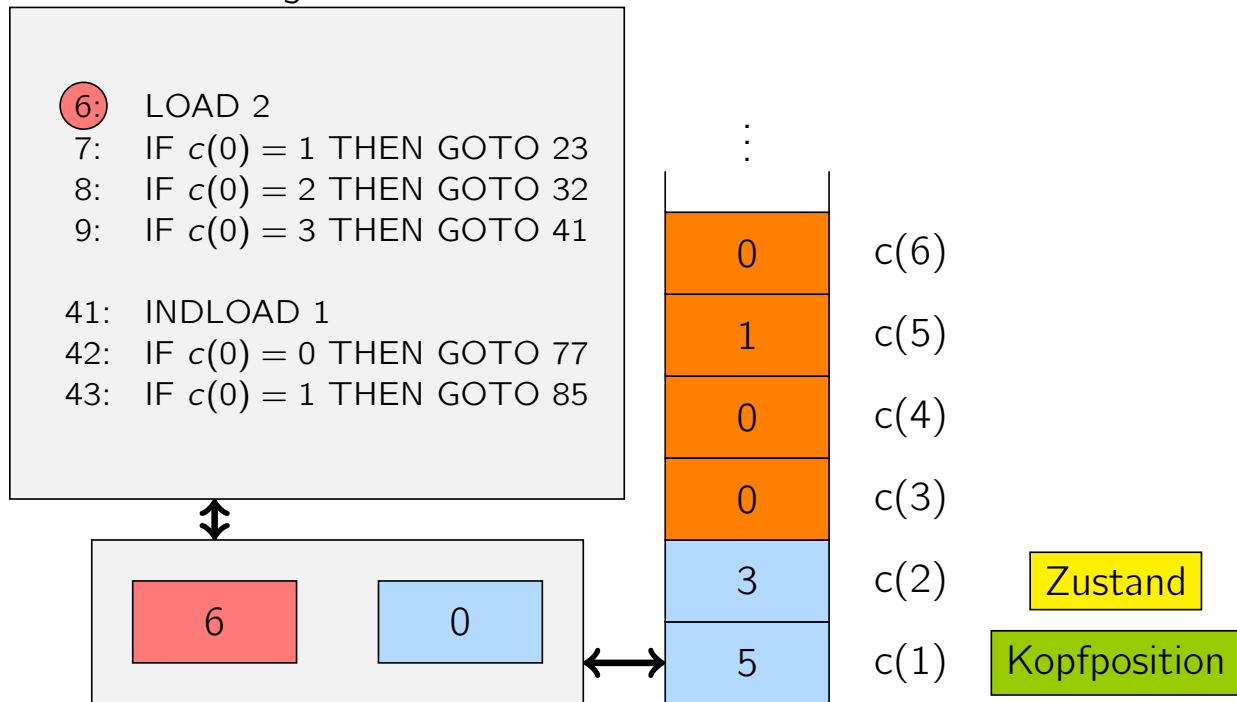 6: LOAD 2
7: IF c(0) = 1 THEN GOTO 23
8: IF c(0) = 2 THEN GOTO 32
9: IF c(0) = 3 THEN GOTO 41
41: INDLOAD 1
42: IF c(0) = 0 THEN GOTO 77
43: IF c(0) = 1 THEN GOTO 85
6 0
⋮
0 c(6)
1 c(5)
0 c(4)
0 c(3)
3 c(2) Zustand
5 c(1) Kopfposition